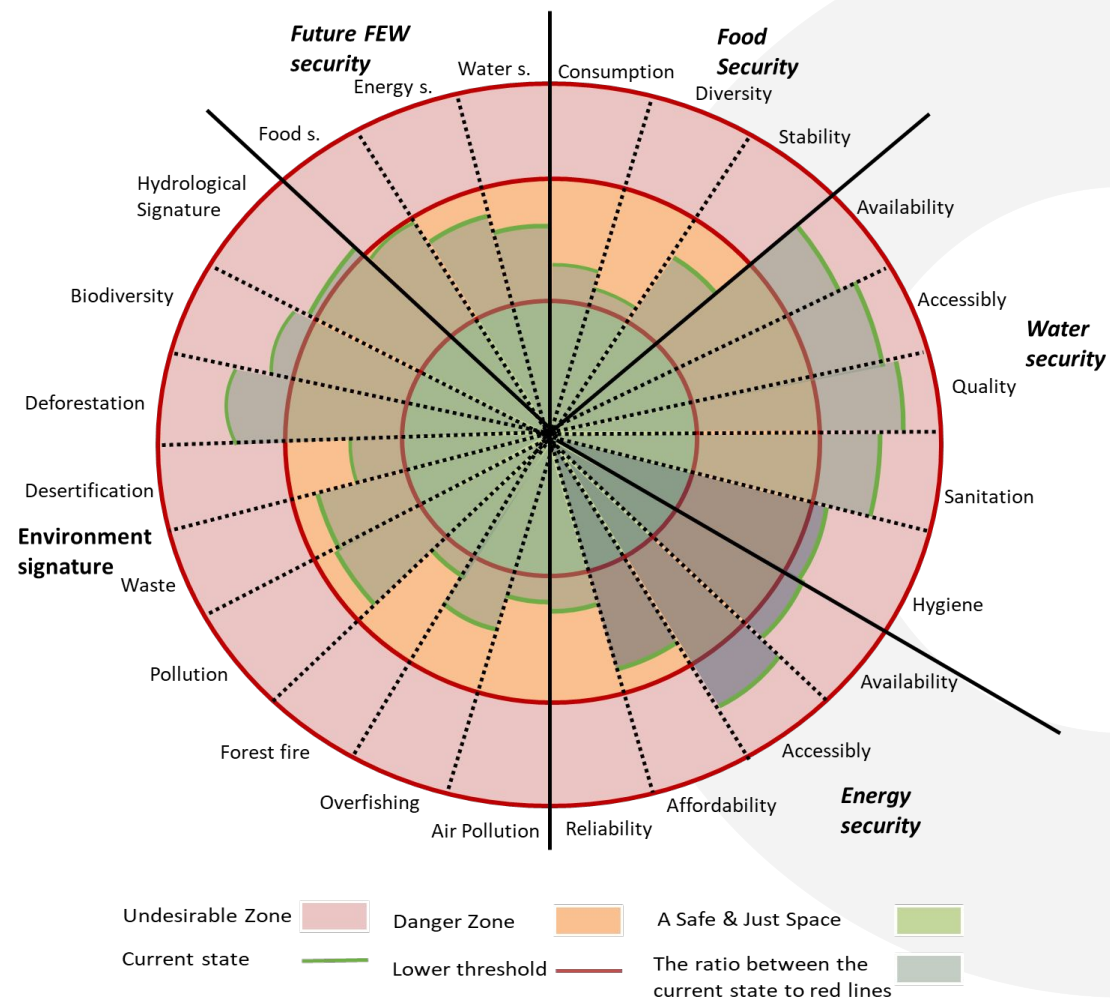 Future FEW
security
Food
Security
Water s.
Consumption
Energy s.
Diversity
Food s.
Stability
Hydrological
Signature
Availability
Biodiversity
Accessibly
Water
security
Quality
Deforestation
Desertification
Sanitation
Environment
signature
Waste
Hygiene
Pollution
Availability
Forest fire
Accessibly
Overfishing
Affordability
Energy
security
Air Pollution
Reliability
Undesirable Zone
Danger Zone
A Safe & Just Space
Current state
Lower threshold
The ratio between the
current state to red lines